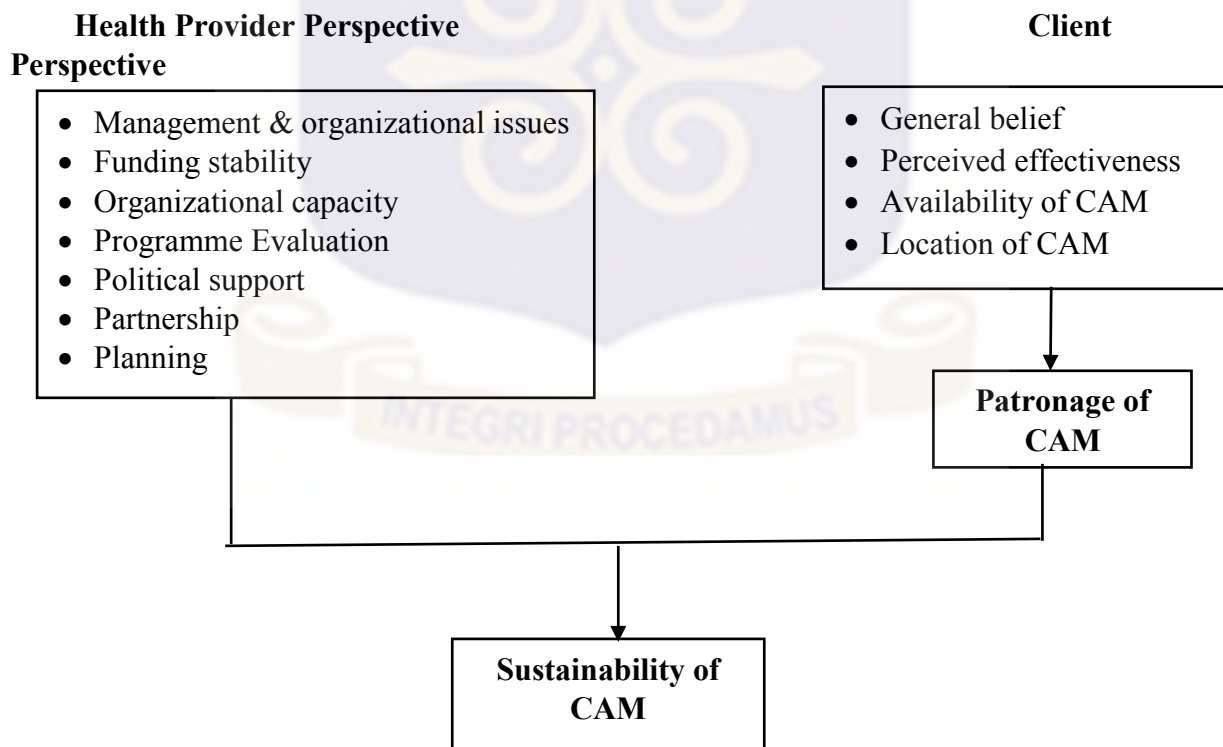 Health Provider Perspective Client
Perspective
• Management & organizational issues
• Funding stability
• Organizational capacity
• Programme Evaluation
• Political support
• Partnership
• Planning
• General belief
• Perceived effectiveness
• Availability of CAM
• Location of CAM
Patronage of
CAM
INTEGRI PROCEDAMUS
Sustainability of
CAM